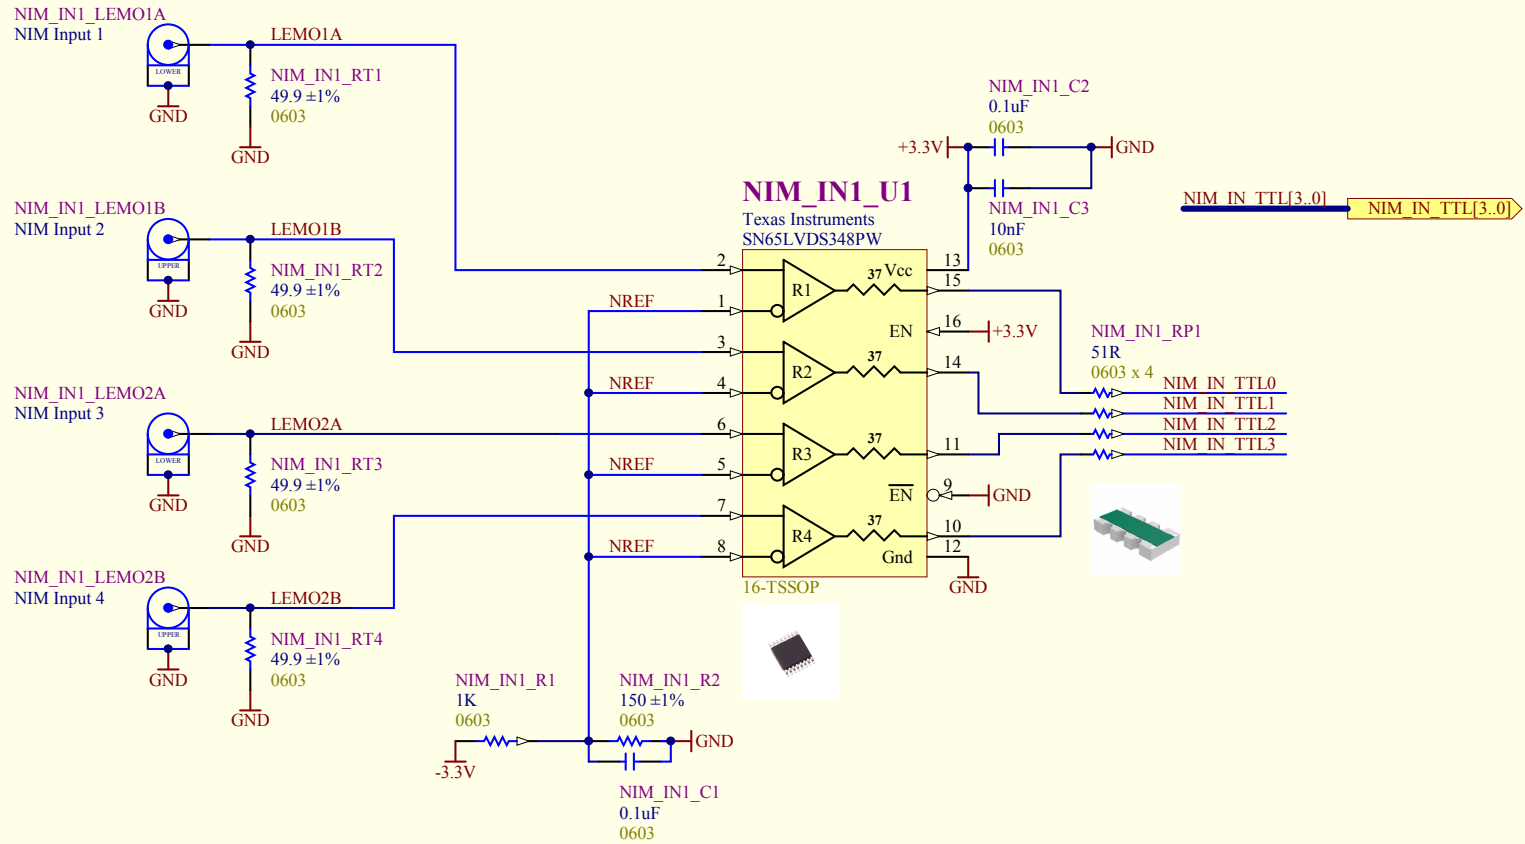 NIM_IN1_LEMO1A
NIM Input 1
LOWER
GND
LEMO1A
NIM_IN1_RT1
49.9 ±1%
0603
GND
NIM_IN1_LEMO1B
NIM Input 2
UPPER
GND
LEMO1B
NIM_IN1_RT2
49.9 ±1%
0603
GND
NIM_IN1_LEMO2A
NIM Input 3
LOWER
GND
LEMO2A
NIM_IN1_RT3
49.9 ±1%
0603
GND
NIM_IN1_LEMO2B
NIM Input 4
UPPER
GND
LEMO2B
NIM_IN1_RT4
49.9 ±1%
0603
GND
NREF
NREF
NREF
NREF
NIM_IN1_R1
1K
0603
-3.3V
NIM_IN1_R2
150 ±1%
0603
GND
NIM_IN1_C1
0.1uF
0603
NIM_IN1_U1
Texas Instruments
SN65LVDS348PW
2
1
3
4
6
5
7
8
R1
37
R2
37
R3
37
R4
37
Vcc
EN
EN
Gnd
13
15
16
14
11
9
10
12
16-TSSOP
+3.3V
GND
GND
NIM_IN1_C2
0.1uF
0603
+3.3V
GND
NIM_IN1_C3
10nF
0603
NIM_IN1_RP1
51R
0603 x 4
NIM_IN_TTL0
NIM_IN_TTL1
NIM_IN_TTL2
NIM_IN_TTL3
NIM_IN_TTL[3..0]
NIM_IN_TTL[3..0]